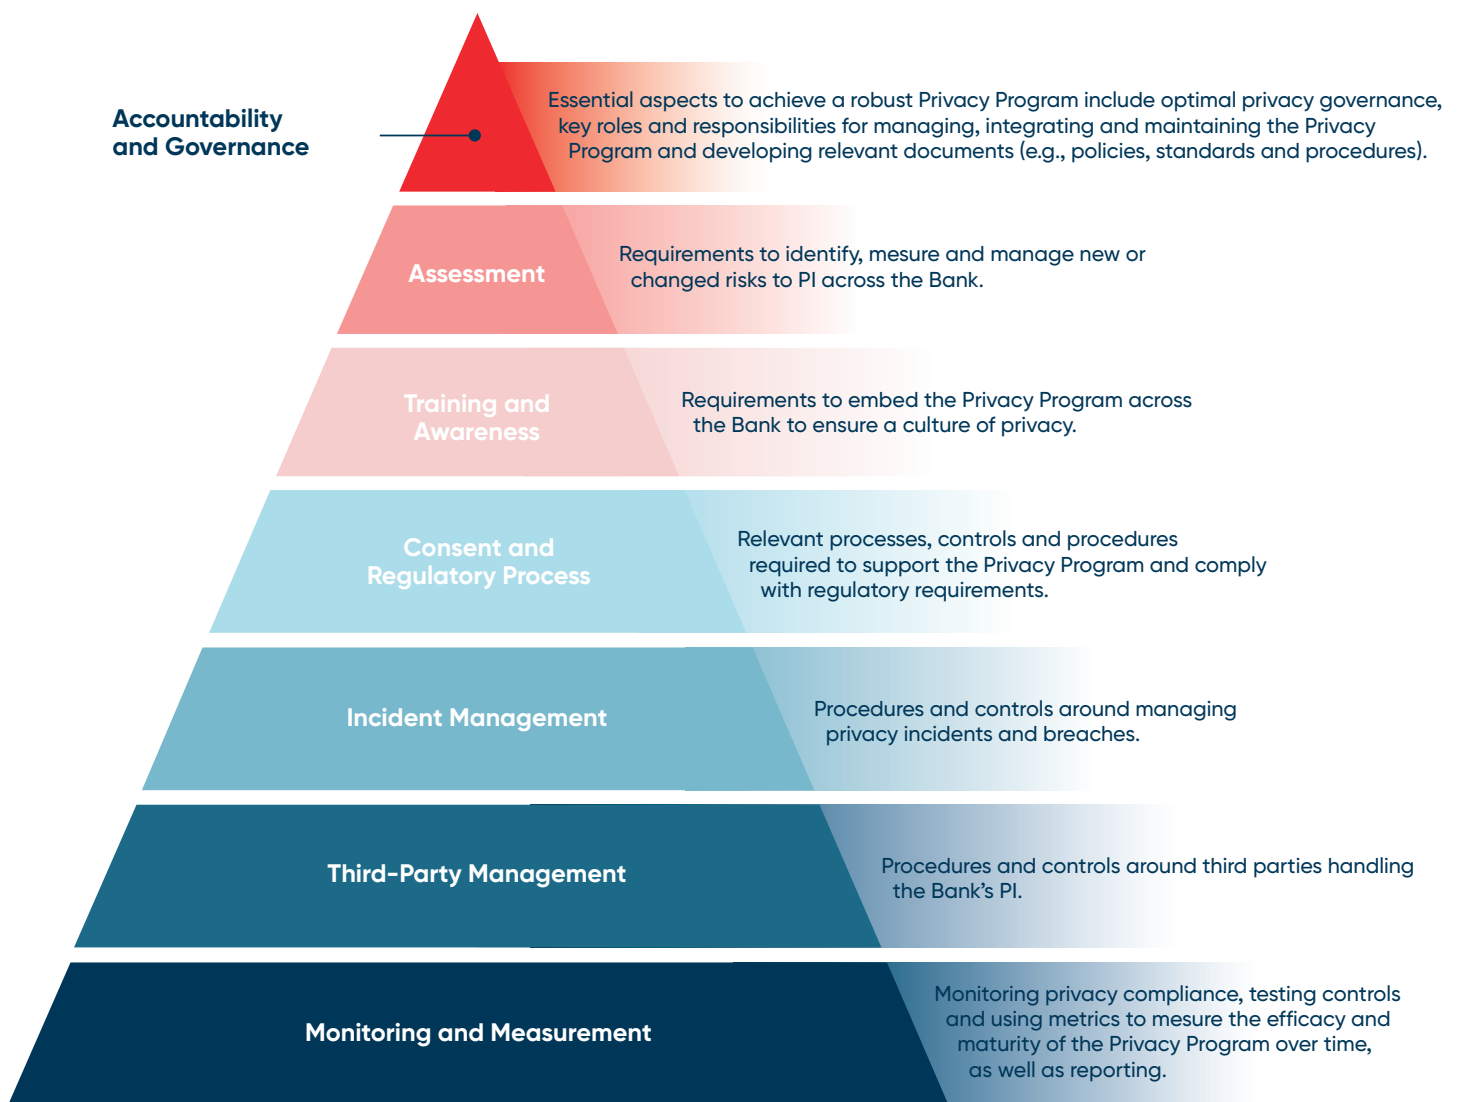 Accountability
and Governance
Essential aspects to achieve a robust Privacy Program include optimal privacy governance,
key roles and responsibilities for managing, integrating and maintaining the Privacy
Program and developing relevant documents (e.g., policies, standards and procedures).
Assessment
Requirements to identify, mesure and manage new or
changed risks to PI across the Bank.
Training and
Awareness
Requirements to embed the Privacy Program across
the Bank to ensure a culture of privacy.
Consent and
Regulatory Process
Relevant processes, controls and procedures
required to support the Privacy Program and comply
with regulatory requirements.
Incident Management
Procedures and controls around managing
privacy incidents and breaches.
Third-Party Management
Procedures and controls around third parties handling
the Bank’s PI.
Monitoring and Measurement
Monitoring privacy compliance, testing controls
and using metrics to mesure the efficacy and
maturity of the Privacy Program over time,
as well as reporting.